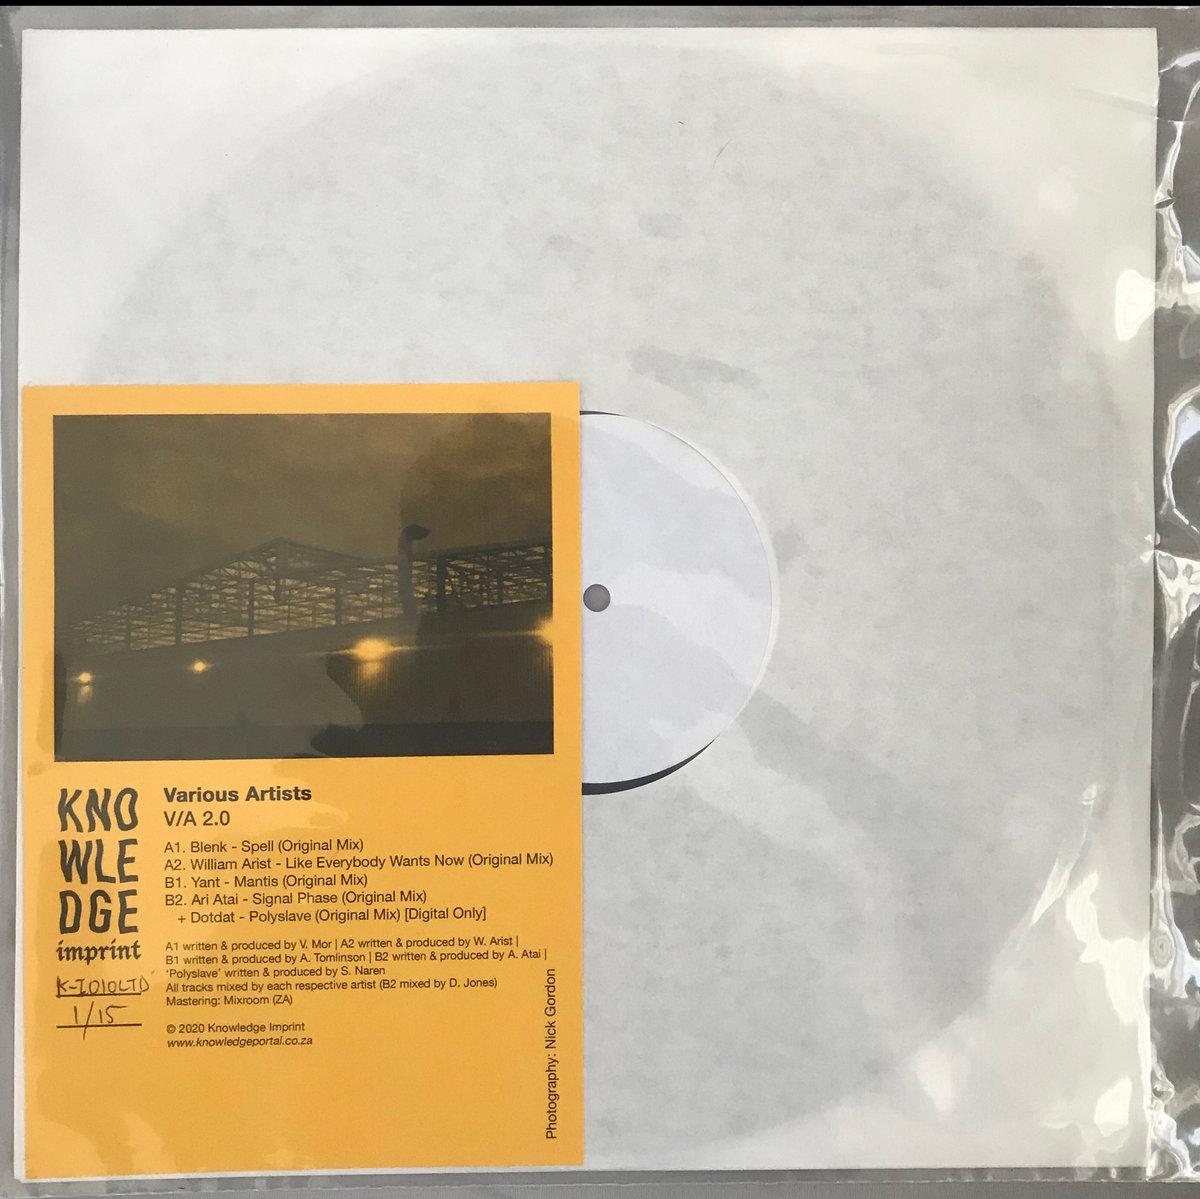 KNO
WLE
DGE
imprint
K-I010LTD
1/15
Various Artists
V/A 2.0
A1. Blenk - Spell (Original Mix)
A2. William Arist - Like Everybody Wants Now (Original Mix)
B1. Yant - Mantis (Original Mix)
B2. Ari Atai - Signal Phase (Original Mix)
+ Dotdat - Polyslave (Original Mix) [Digital Only]
A1 written & produced by V. Mor | A2 written & produced by W. Arist |
B1 written & produced by A. Tomlinson | B2 written & produced by A. Atai |
'Polyslave' written & produced by S. Naren
All tracks mixed by each respective artist (B2 mixed by D. Jones)
Mastering: Mixroom (ZA)
© 2020 Knowledge Imprint
www.knowledgeportal.co.za
Photography: Nick Gordon